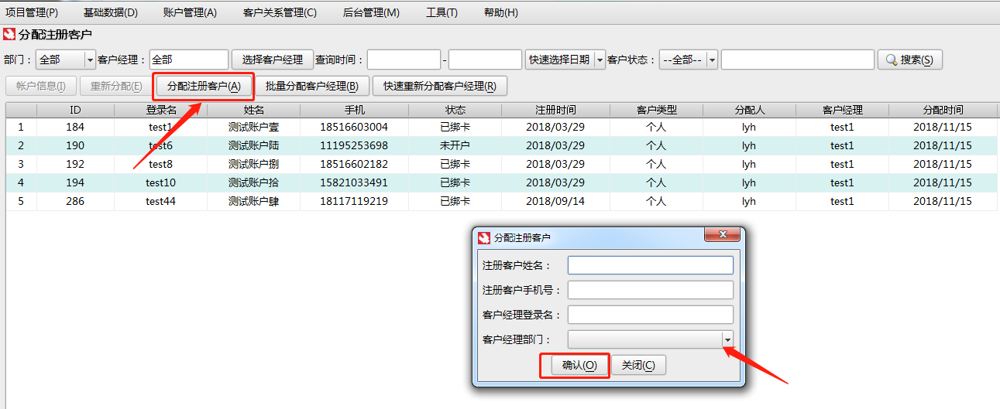 项目管理(P) 基础数据(D) 账户管理(A) 客户关系管理(C) 后台管理(M) 工具(T) 帮助(H)
分配注册客户
部门： 全部 客户经理： 全部 选择客户经理 查询时间： - 快速选择日期 客户状态： --全部-- 搜索(S)
帐户信息(I) 重新分配(E) 分配注册客户(A) 批量分配客户经理(B) 快速重新分配客户经理(R)
ID 登录名 姓名 手机 状态 注册时间 客户类型 分配人 客户经理 分配时间
1 184 test1 测试账户壹 18516603004 已绑卡 2018/03/29 个人 lyh test1 2018/11/15
2 190 test6 测试账户陆 11195253698 未开户 2018/03/29 个人 lyh test1 2018/11/15
3 192 test8 测试账户捌 18516602182 已绑卡 2018/03/29 个人 lyh test1 2018/11/15
4 194 test10 测试账户拾 15821033491 已绑卡 2018/03/29 个人 lyh test1 2018/11/15
5 286 test44 测试账户肆 18117119219 已绑卡 2018/09/14 个人 lyh test1 2018/11/15
分配注册客户
注册客户姓名：
注册客户手机号：
客户经理登录名：
客户经理部门：
确认(O) 关闭(C)